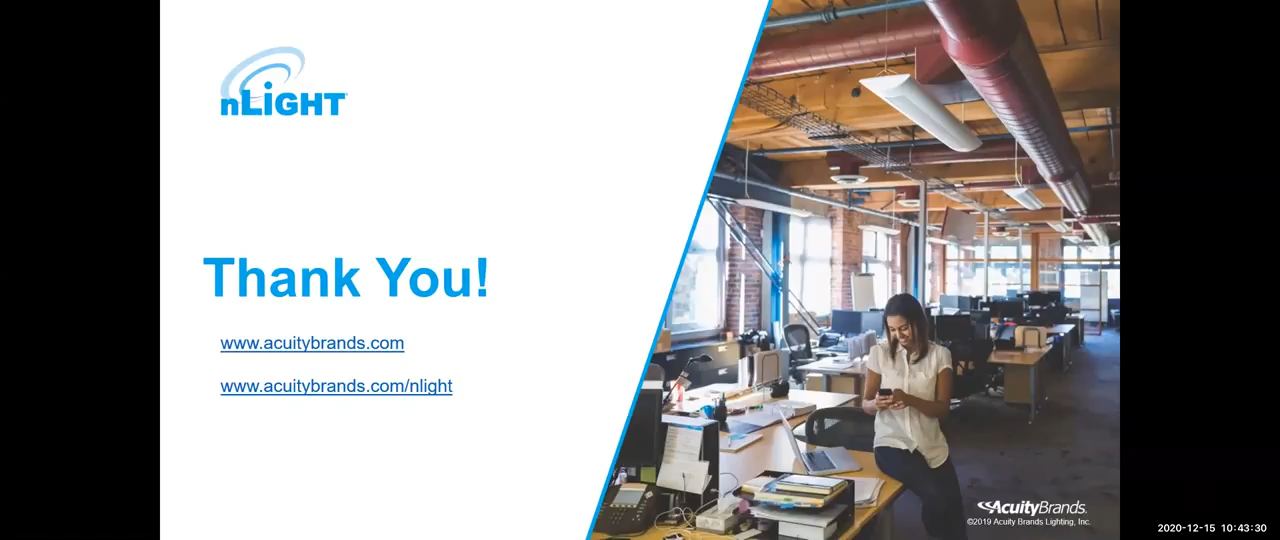 nLIGHT
Thank You!
www.acuitybrands.com
www.acuitybrands.com/nlight
AcuityBrands.
©2019 Acuity Brands Lighting, Inc.
2020-12-15 10:43:30